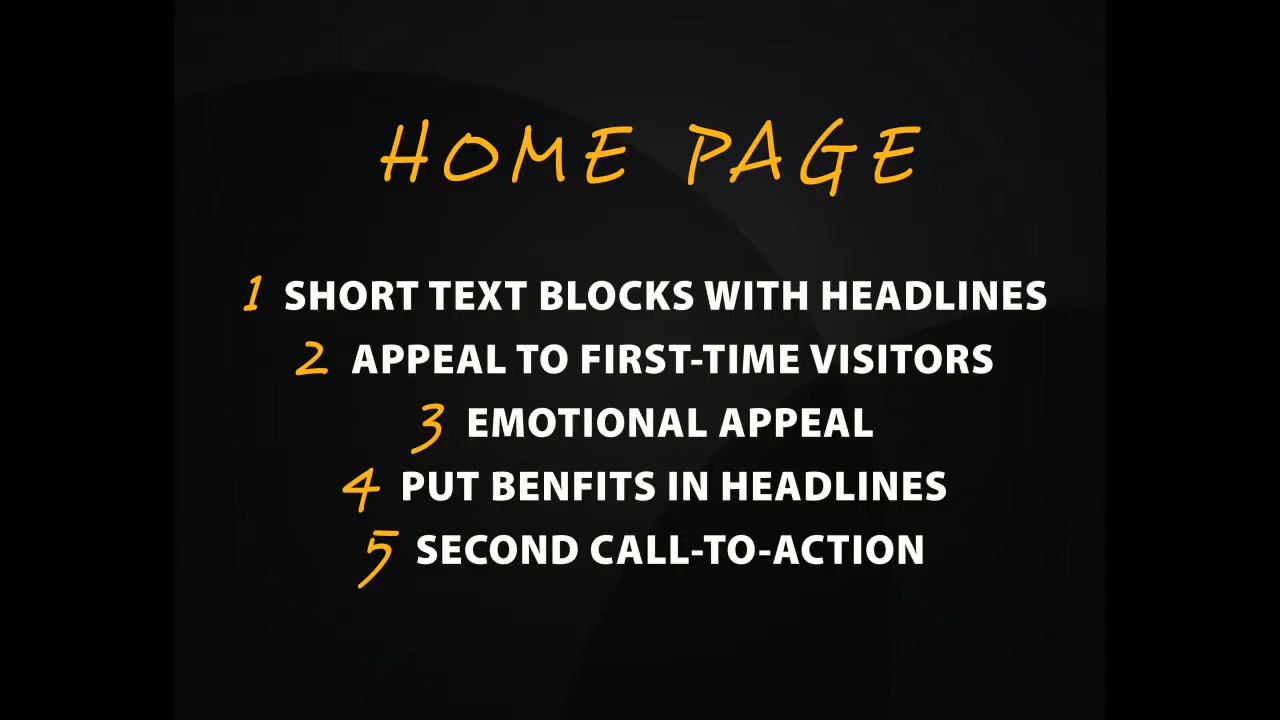 HOME PAGE
1 SHORT TEXT BLOCKS WITH HEADLINES
2 APPEAL TO FIRST-TIME VISITORS
3 EMOTIONAL APPEAL
4 PUT BENFITS IN HEADLINES
5 SECOND CALL-TO-ACTION